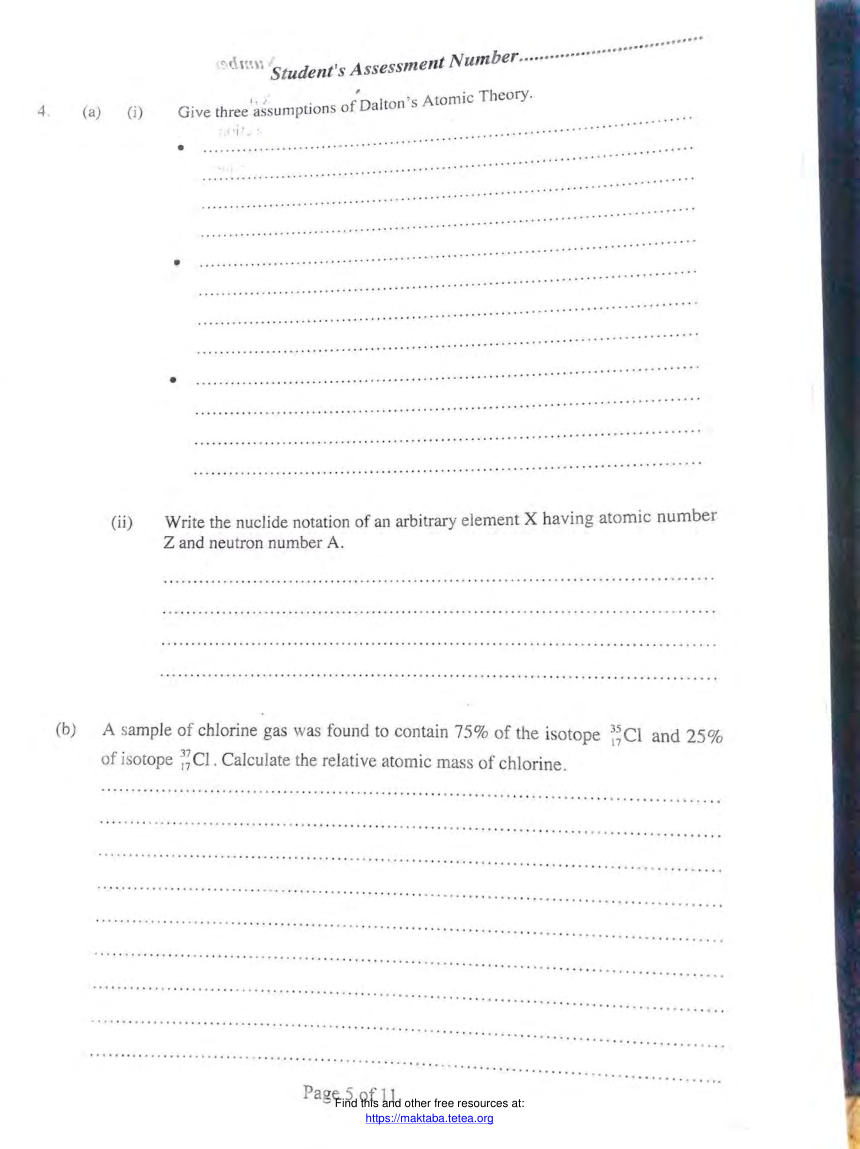 Student's Assessment Number....................................
4. (a) (i) Give three assumptions of Dalton's Atomic Theory.
•
•
•
(ii) Write the nuclide notation of an arbitrary element X having atomic number
Z and neutron number A.
(b) A sample of chlorine gas was found to contain 75% of the isotope ³⁵₁₇Cl and 25%
of isotope ³⁷₁₇Cl. Calculate the relative atomic mass of chlorine.
Page 5 of 11
Find this and other free resources at:
https://maktaba.tetea.org